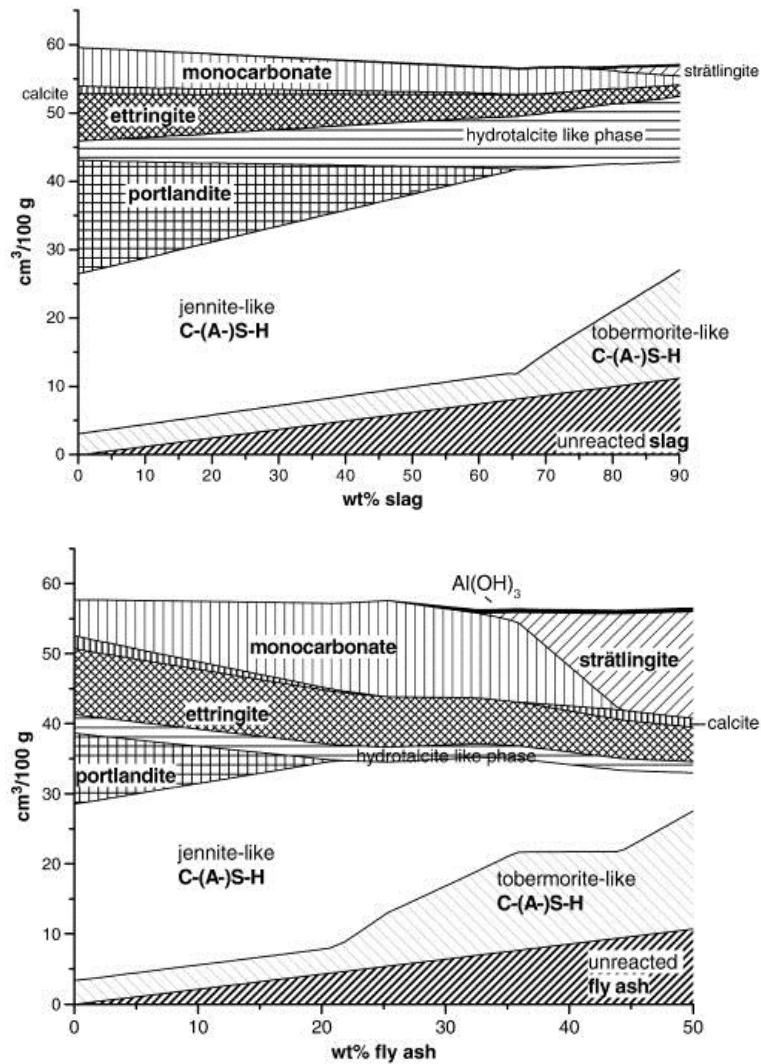 60
monocarbonate
strätlingite
calcite
50
ettringite
hydrotalcite like phase
40
portlandite
cm³/100 g
30
jennite-like
C-(A-)S-H
tobermorite-like
C-(A-)S-H
20
10
unreacted slag
0
0 10 20 30 40 50 60 70 80 90
wt% slag
60
Al(OH)₃
monocarbonate
strätlingite
50
ettringite
40
calcite
hydrotalcite like phase
portlandite
cm³/100 g
30
jennite-like
C-(A-)S-H
20
tobermorite-like
C-(A-)S-H
10
unreacted
fly ash
0
0 10 20 30 40 50
wt% fly ash